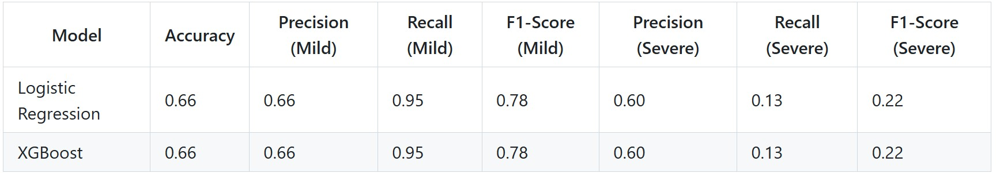 Model Accuracy Precision (Mild) Recall (Mild) F1-Score (Mild) Precision (Severe) Recall (Severe) F1-Score (Severe)
Logistic Regression 0.66 0.66 0.95 0.78 0.60 0.13 0.22
XGBoost 0.66 0.66 0.95 0.78 0.60 0.13 0.22